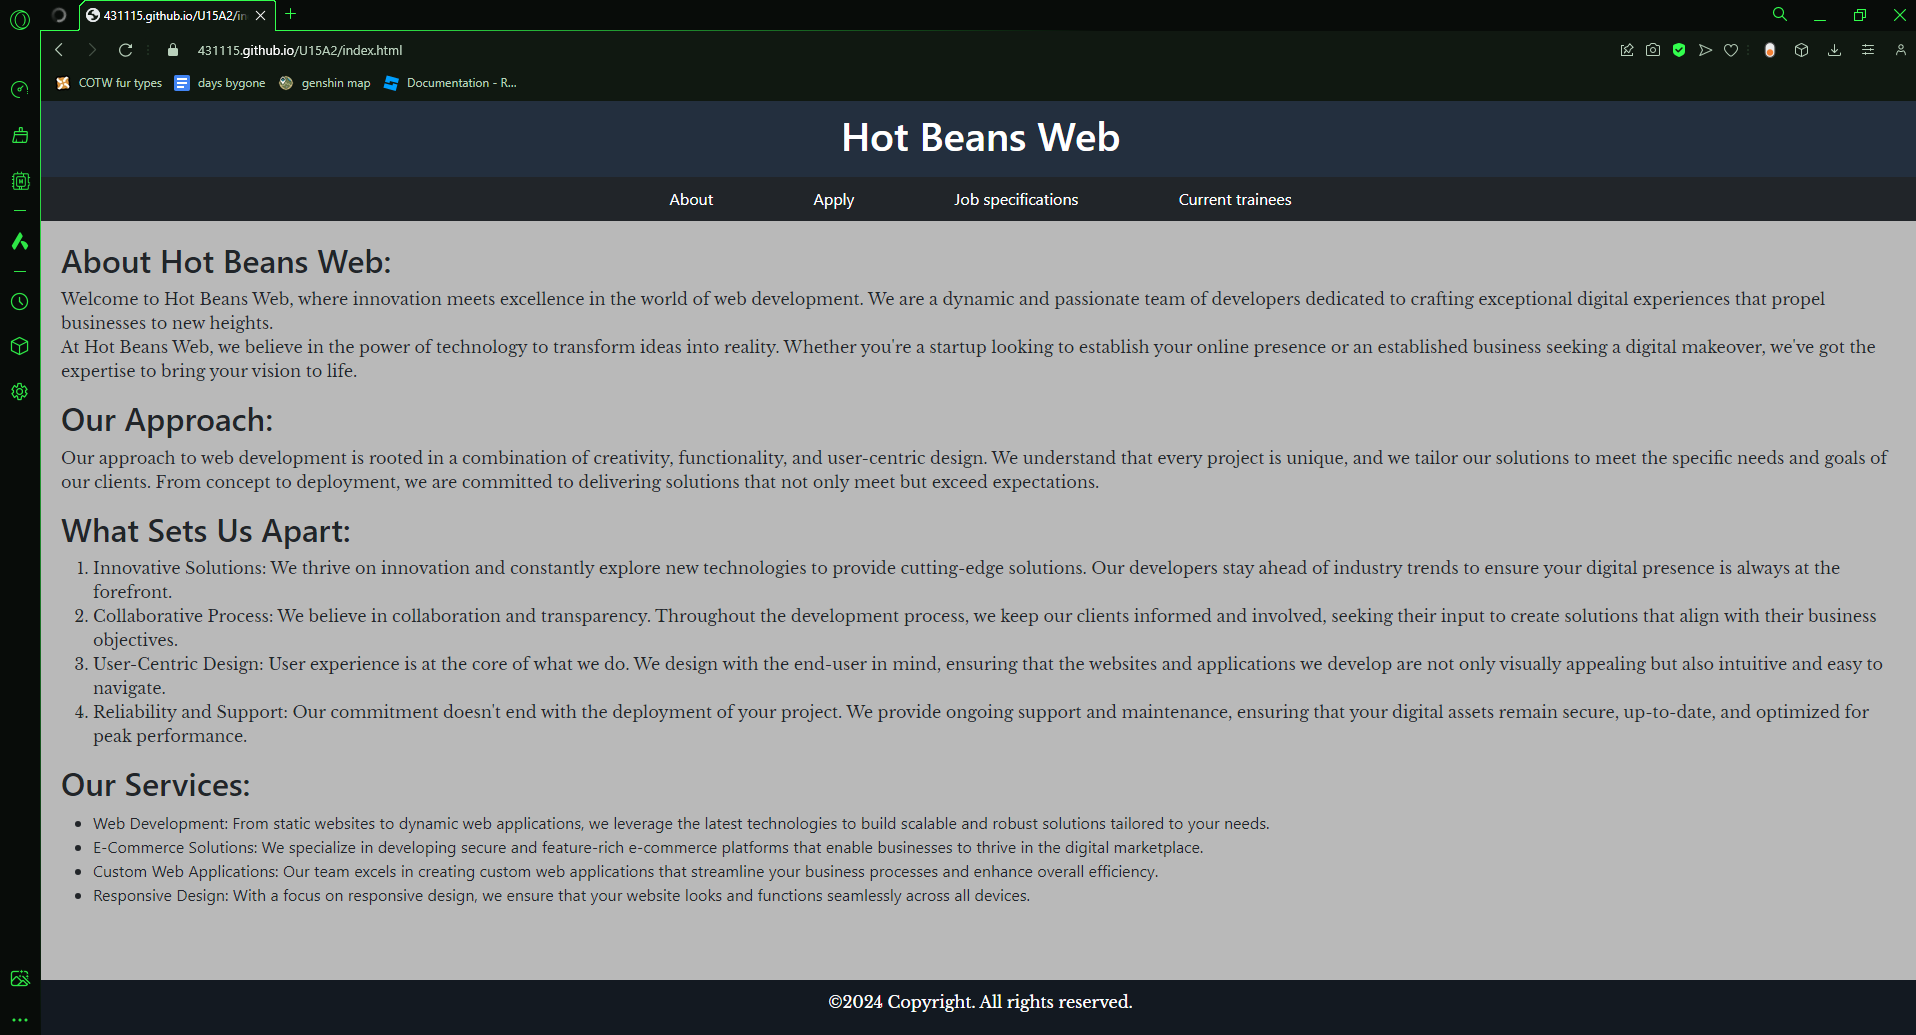 431115.github.io/U15A2/in
431115.github.io/U15A2/index.html
COTW fur types
days bygone
genshin map
Documentation - R...
Hot Beans Web
About
Apply
Job specifications
Current trainees
About Hot Beans Web:
Welcome to Hot Beans Web, where innovation meets excellence in the world of web development. We are a dynamic and passionate team of developers dedicated to crafting exceptional digital experiences that propel
businesses to new heights.
At Hot Beans Web, we believe in the power of technology to transform ideas into reality. Whether you're a startup looking to establish your online presence or an established business seeking a digital makeover, we've got the
expertise to bring your vision to life.
Our Approach:
Our approach to web development is rooted in a combination of creativity, functionality, and user-centric design. We understand that every project is unique, and we tailor our solutions to meet the specific needs and goals of
our clients. From concept to deployment, we are committed to delivering solutions that not only meet but exceed expectations.
What Sets Us Apart:
1. Innovative Solutions: We thrive on innovation and constantly explore new technologies to provide cutting-edge solutions. Our developers stay ahead of industry trends to ensure your digital presence is always at the
forefront.
2. Collaborative Process: We believe in collaboration and transparency. Throughout the development process, we keep our clients informed and involved, seeking their input to create solutions that align with their business
objectives.
3. User-Centric Design: User experience is at the core of what we do. We design with the end-user in mind, ensuring that the websites and applications we develop are not only visually appealing but also intuitive and easy to
navigate.
4. Reliability and Support: Our commitment doesn't end with the deployment of your project. We provide ongoing support and maintenance, ensuring that your digital assets remain secure, up-to-date, and optimized for
peak performance.
Our Services:
• Web Development: From static websites to dynamic web applications, we leverage the latest technologies to build scalable and robust solutions tailored to your needs.
• E-Commerce Solutions: We specialize in developing secure and feature-rich e-commerce platforms that enable businesses to thrive in the digital marketplace.
• Custom Web Applications: Our team excels in creating custom web applications that streamline your business processes and enhance overall efficiency.
• Responsive Design: With a focus on responsive design, we ensure that your website looks and functions seamlessly across all devices.
©2024 Copyright. All rights reserved.